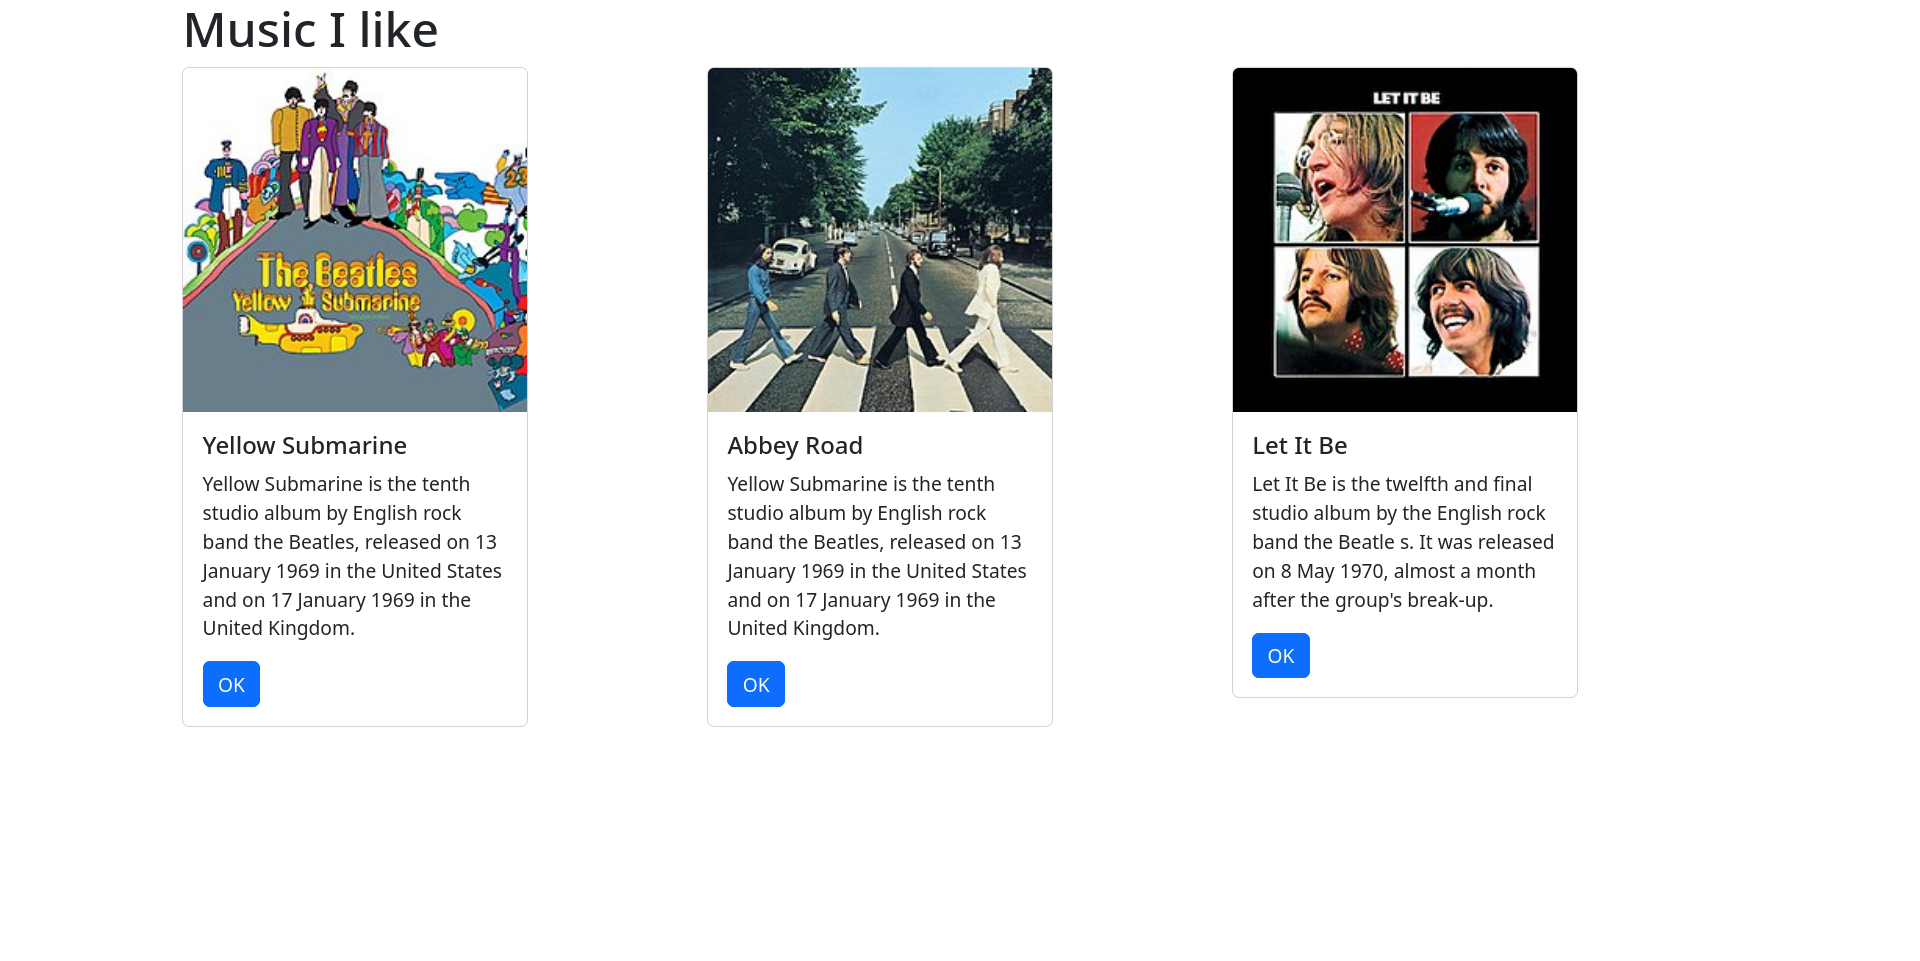 Music I like
The Beatles
Yellow Submarine
LET IT BE
Yellow Submarine
Yellow Submarine is the tenth
studio album by English rock
band the Beatles, released on 13
January 1969 in the United States
and on 17 January 1969 in the
United Kingdom.
OK
Abbey Road
Yellow Submarine is the tenth
studio album by English rock
band the Beatles, released on 13
January 1969 in the United States
and on 17 January 1969 in the
United Kingdom.
OK
Let It Be
Let It Be is the twelfth and final
studio album by the English rock
band the Beatle s. It was released
on 8 May 1970, almost a month
after the group's break-up.
OK